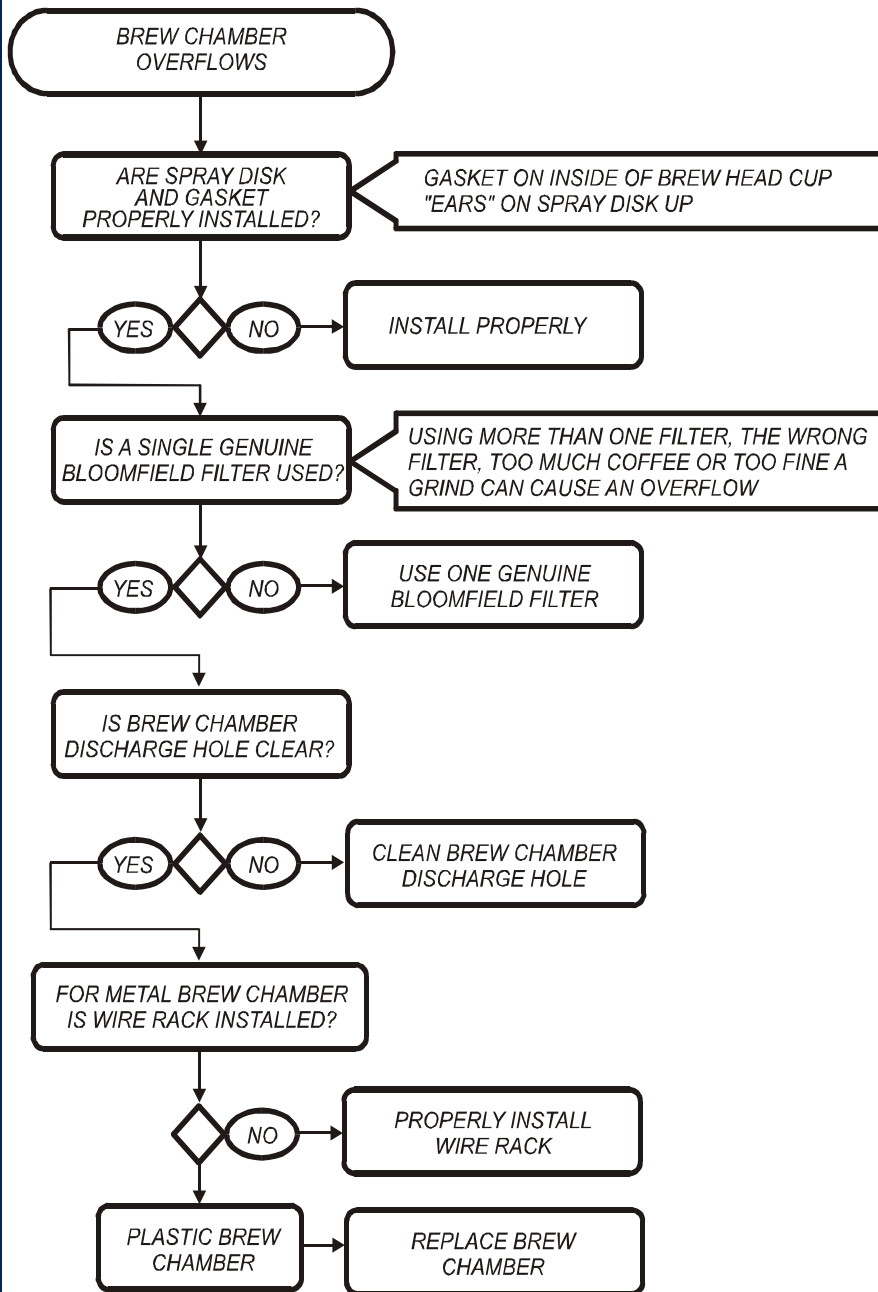 BREW CHAMBER
OVERFLOWS
ARE SPRAY DISK
AND GASKET
PROPERLY INSTALLED?
GASKET ON INSIDE OF BREW HEAD CUP
"EARS" ON SPRAY DISK UP
YES
NO
INSTALL PROPERLY
IS A SINGLE GENUINE
BLOOMFIELD FILTER USED?
USING MORE THAN ONE FILTER, THE WRONG
FILTER, TOO MUCH COFFEE OR TOO FINE A
GRIND CAN CAUSE AN OVERFLOW
YES
NO
USE ONE GENUINE
BLOOMFIELD FILTER
IS BREW CHAMBER
DISCHARGE HOLE CLEAR?
YES
NO
CLEAN BREW CHAMBER
DISCHARGE HOLE
FOR METAL BREW CHAMBER
IS WIRE RACK INSTALLED?
NO
PROPERLY INSTALL
WIRE RACK
PLASTIC BREW
CHAMBER
REPLACE BREW
CHAMBER